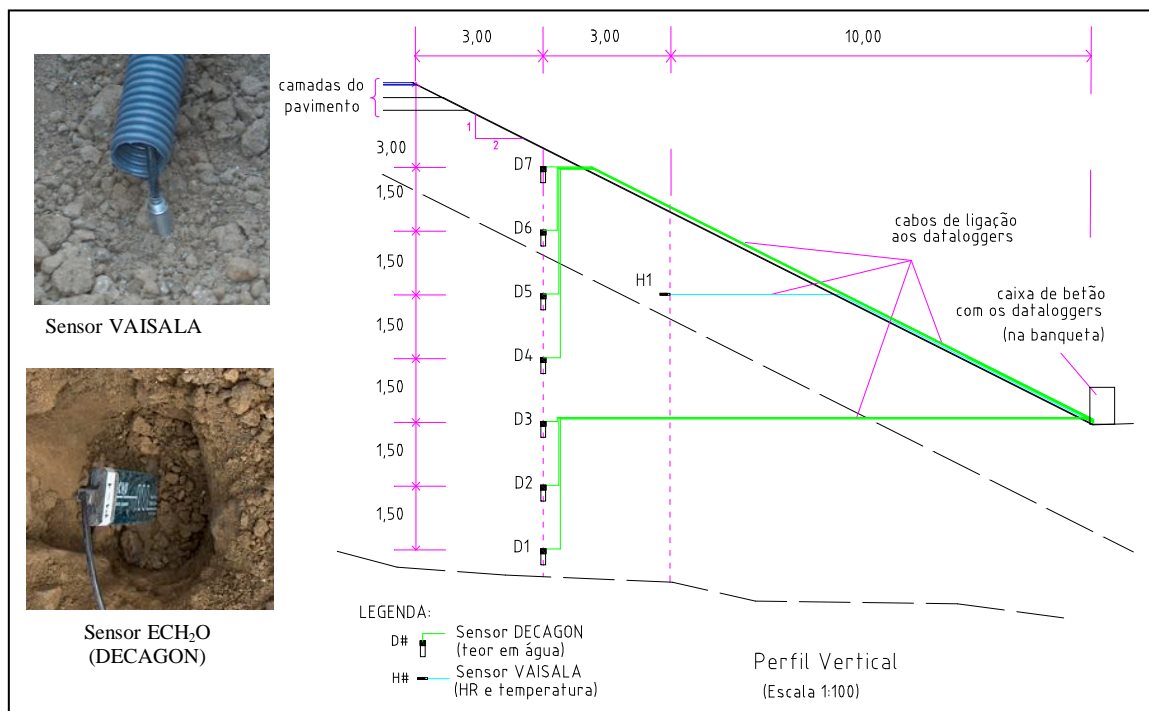 3,00
3,00
10,00
camadas do
pavimento
1
2
3,00
1,50
1,50
1,50
1,50
1,50
1,50
D7
D6
D5
D4
D3
D2
D1
H1
cabos de ligação
aos dataloggers
caixa de betão
com os dataloggers
(na banqueta)
Sensor VAISALA
Sensor ECH₂O
(DECAGON)
LEGENDA:
D#
Sensor DECAGON
(teor em água)
H#
Sensor VAISALA
(HR e temperatura)
Perfil Vertical
(Escala 1:100)